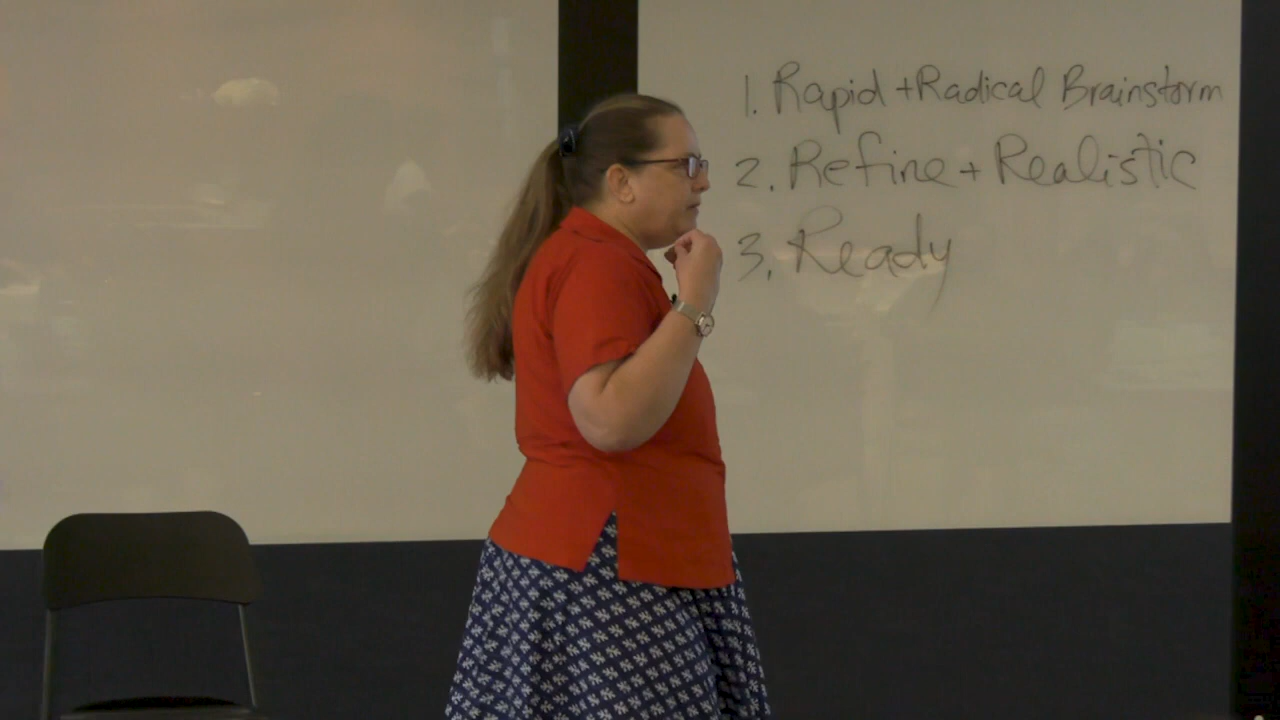 1. Rapid + Radical Brainstorm
2. Refine + Realistic
3. Ready